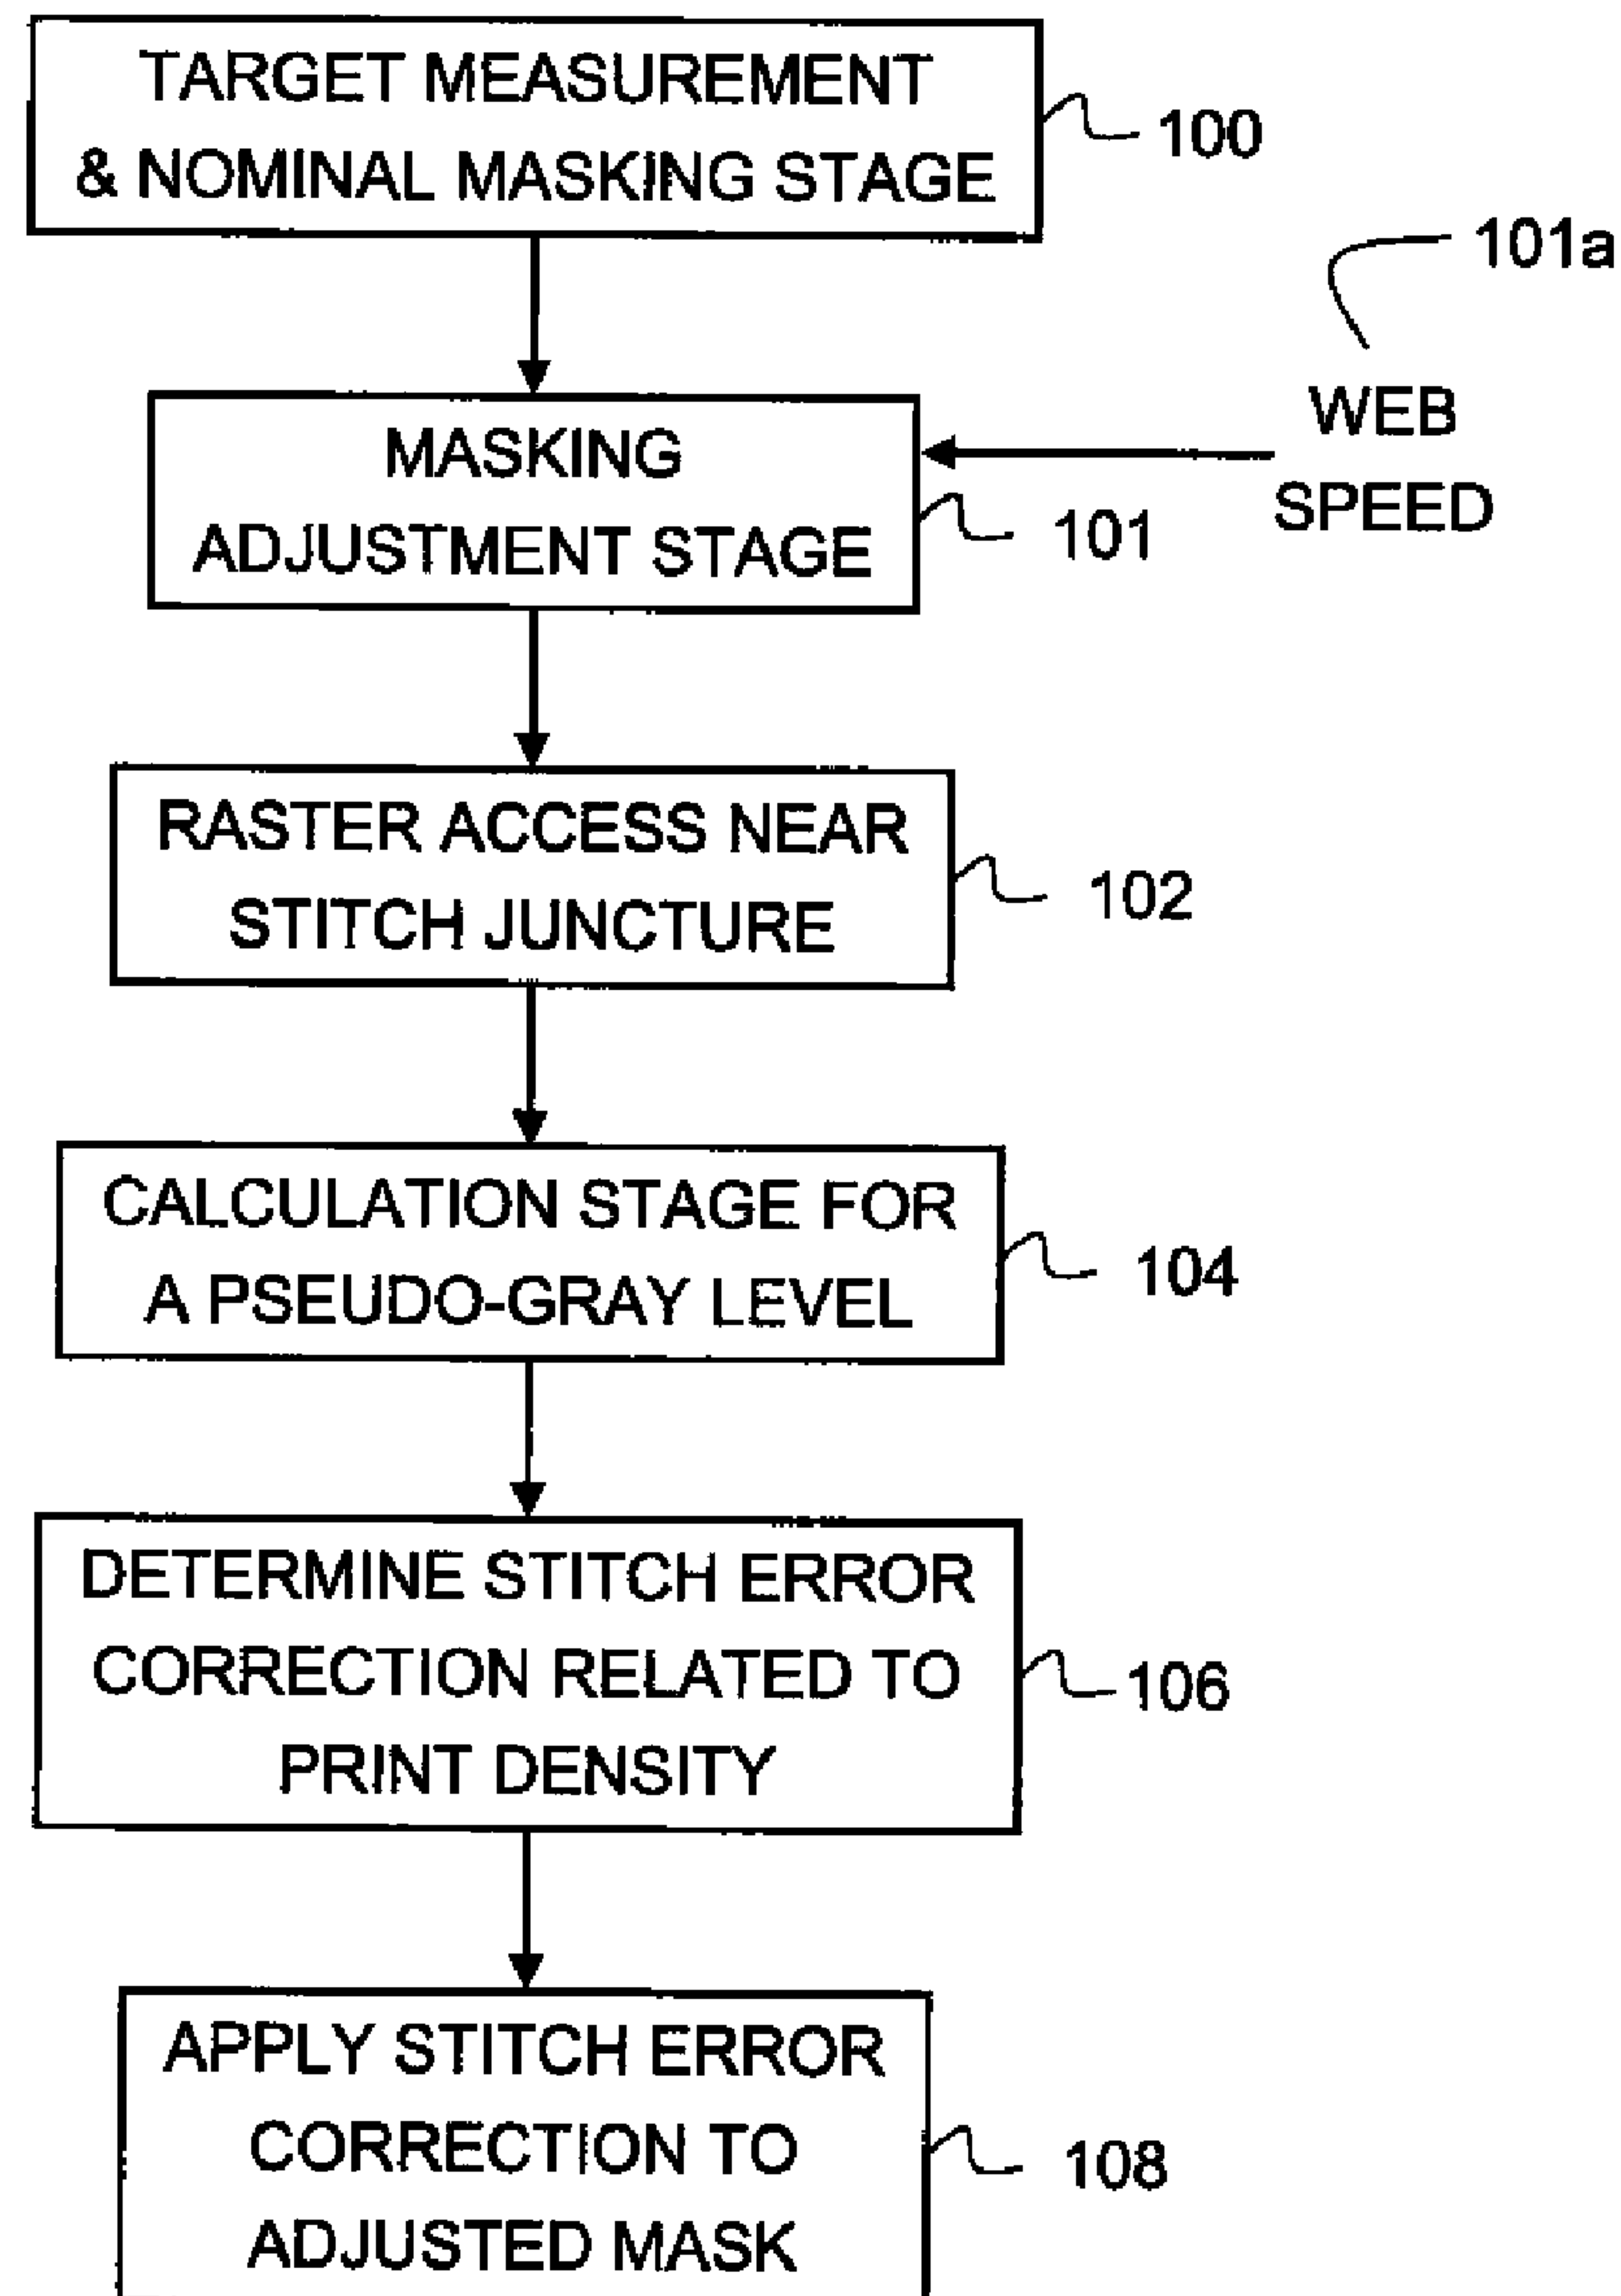 TARGET MEASUREMENT
& NOMINAL MASKING STAGE
100
101a
WEB
SPEED
MASKING
ADJUSTMENT STAGE
101
RASTER ACCESS NEAR
STITCH JUNCTURE
102
CALCULATION STAGE FOR
A PSEUDO-GRAY LEVEL
104
DETERMINE STITCH ERROR
CORRECTION RELATED TO
PRINT DENSITY
106
APPLY STITCH ERROR
CORRECTION TO
ADJUSTED MASK
108